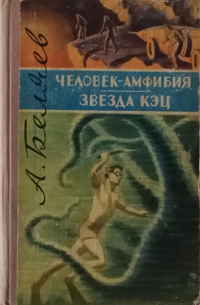 А. Беляев
ЧЕЛОВЕК-АМФИБИЯ
ЗВЕЗДА КЭЦ